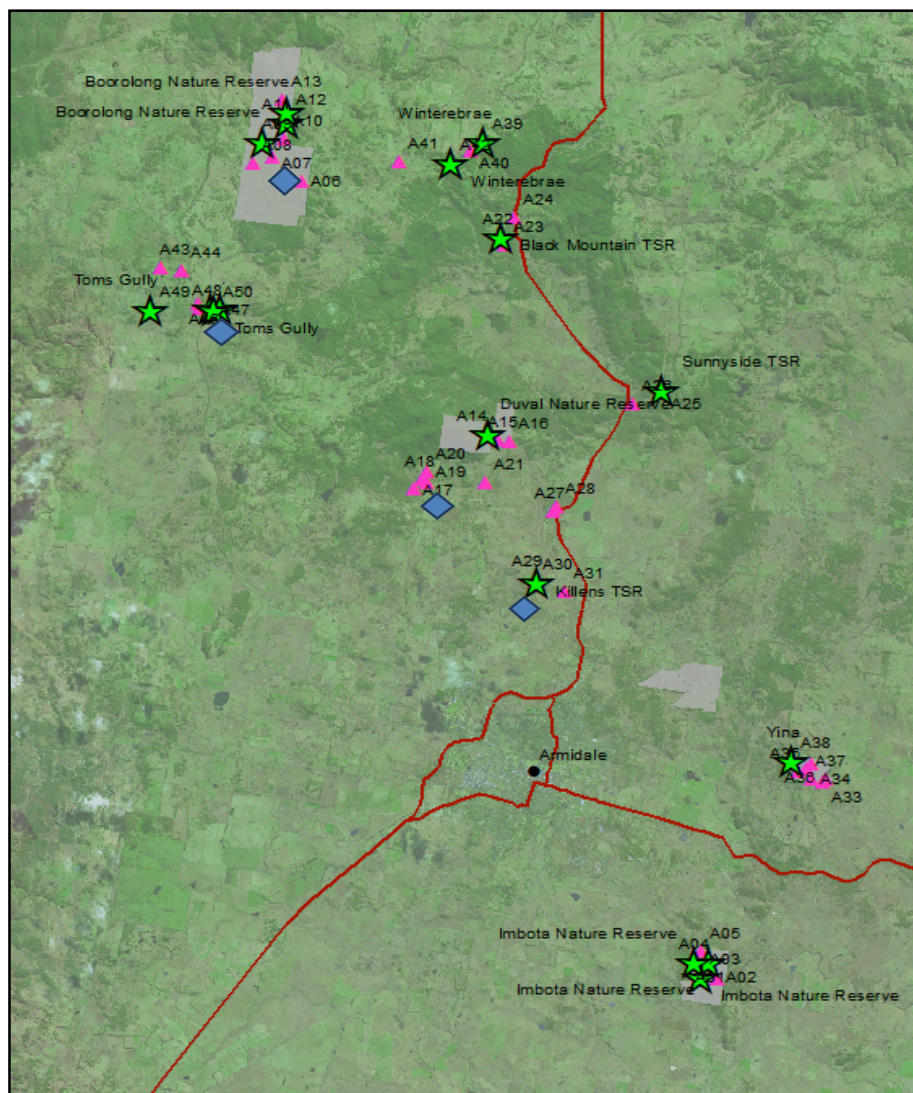 Boorolong Nature Reserve A13
A12
Boorolong Nature Reserve
A10
A08
A07
A06
Winterebrae
A39
A41
A40
Winterebrae
A24
A22
A23
Black Mountain TSR
A43
A44
Toms Gully
A49
A48
A50
A47
Toms Gully
Sunnyside TSR
A25
Duval Nature Reserve
A14
A15
A16
A20
A18
A19
A21
A17
A27
A28
A29
A30
A31
Killens TSR
Yina
A38
A37
A36
A34
A33
Armidale
Imbota Nature Reserve
A05
A04
A03
A02
Imbota Nature Reserve
Imbota Nature Reserve